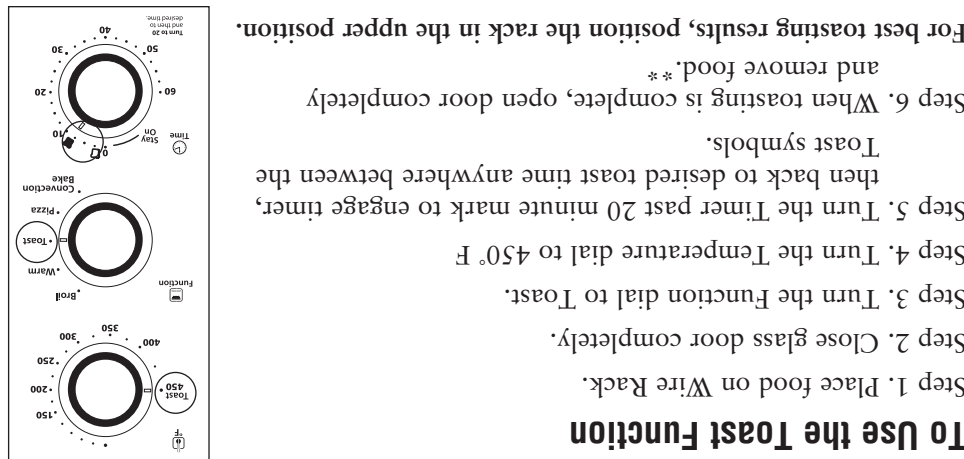 To Use the Toast Function
Step 1. Place food on Wire Rack.
Step 2. Close glass door completely.
Step 3. Turn the Function dial to Toast.
Step 4. Turn the Temperature dial to 450° F
Step 5. Turn the Timer past 20 minute mark to engage timer,
then back to desired toast time anywhere between the
Toast symbols.
Step 6. When toasting is complete, open door completely
and remove food.**
For best toasting results, position the rack in the upper position.
°F
Toast
450
150
200
250
300
350
400
Function
Broil
Warm
Toast
Pizza
Convection
Bake
Time
Stay
On
0
10
20
30
40
50
60
Turn to 20
and then to
desired time.